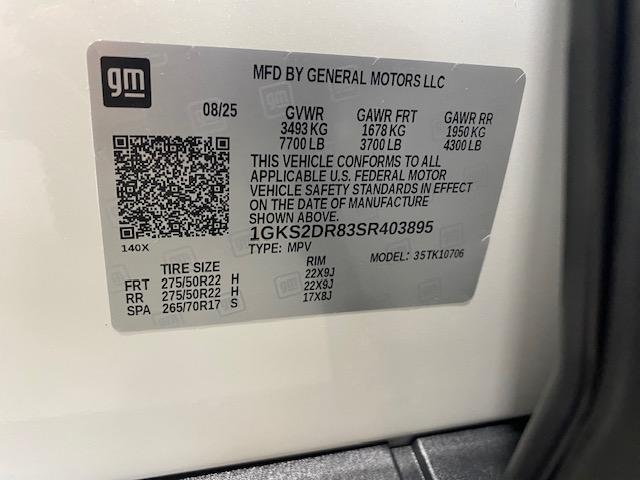 gm
MFD BY GENERAL MOTORS LLC
08/25 GVWR GAWR FRT GAWR RR
3493 KG 1678 KG 1950 KG
7700 LB 3700 LB 4300 LB
THIS VEHICLE CONFORMS TO ALL
APPLICABLE U.S. FEDERAL MOTOR
VEHICLE SAFETY STANDARDS IN EFFECT
ON THE DATE OF MANUFACTURE
SHOWN ABOVE.
140X
1GKS2DR83SR403895
TYPE: MPV MODEL: 35TK10706
TIRE SIZE RIM
FRT 275/50R22 H 22X9J
RR 275/50R22 H 22X9J
SPA 265/70R17 S 17X8J